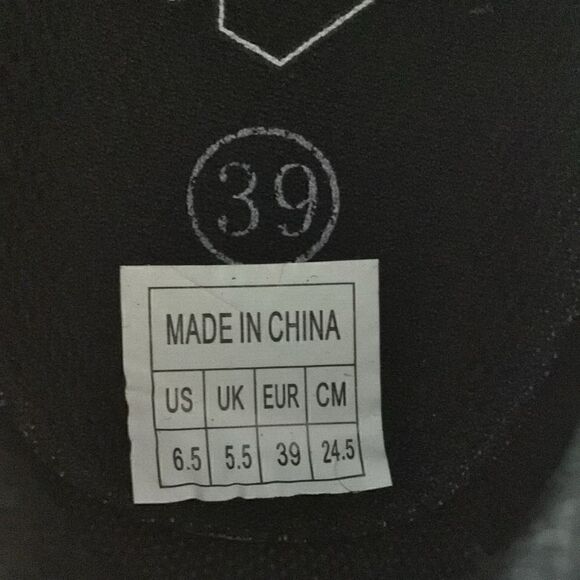 39
MADE IN CHINA
US UK EUR CM
6.5 5.5 39 24.5